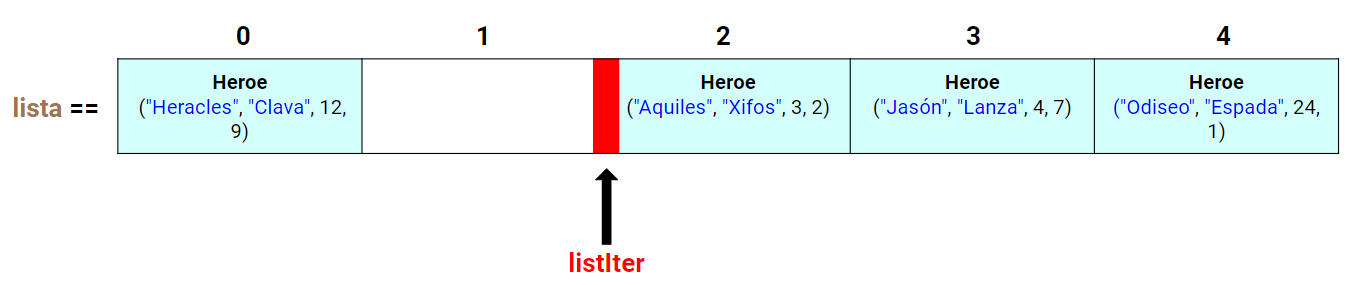 0 1 2 3 4
lista ==
Heroe
("Heracles", "Clava", 12,
9)
Heroe
("Aquiles", "Xifos", 3, 2)
Heroe
("Jasón", "Lanza", 4, 7)
Heroe
("Odiseo", "Espada", 24,
1)
listIter